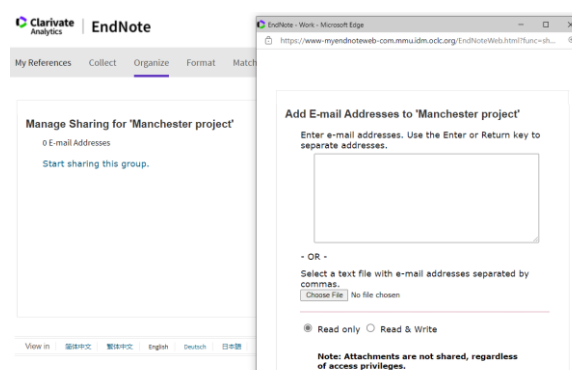 Clarivate
Analytics
EndNote
My References Collect Organize Format Match
Manage Sharing for 'Manchester project'
0 E-mail Addresses
Start sharing this group.
View in 简体中文 繁体中文 English Deutsch 日本語
EndNote - Work - Microsoft Edge
https://www-myendnoteweb-com.mmu.idm.oclc.org/EndNoteWeb.html?func=sh...
Add E-mail Addresses to 'Manchester project'
Enter e-mail addresses. Use the Enter or Return key to
separate addresses.
- OR -
Select a text file with e-mail addresses separated by
commas.
Choose File No file chosen
Read only Read & Write
Note: Attachments are not shared, regardless
of access privileges.